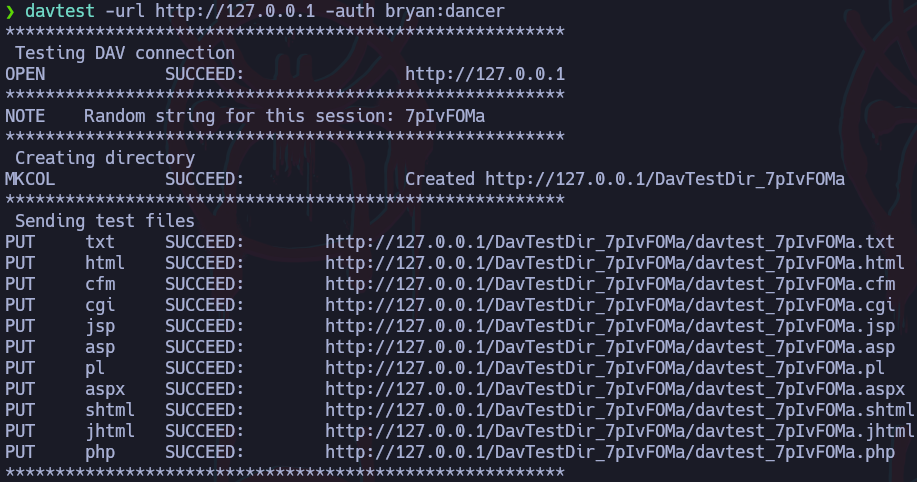 ❯ davtest -url http://127.0.0.1 -auth bryan:dancer
********************************************************
 Testing DAV connection
OPEN            SUCCEED:                http://127.0.0.1
********************************************************
NOTE    Random string for this session: 7pIvFOMa
********************************************************
 Creating directory
MKCOL           SUCCEED:                Created http://127.0.0.1/DavTestDir_7pIvFOMa
********************************************************
 Sending test files
PUT     txt     SUCCEED:        http://127.0.0.1/DavTestDir_7pIvFOMa/davtest_7pIvFOMa.txt
PUT     html    SUCCEED:        http://127.0.0.1/DavTestDir_7pIvFOMa/davtest_7pIvFOMa.html
PUT     cfm     SUCCEED:        http://127.0.0.1/DavTestDir_7pIvFOMa/davtest_7pIvFOMa.cfm
PUT     cgi     SUCCEED:        http://127.0.0.1/DavTestDir_7pIvFOMa/davtest_7pIvFOMa.cgi
PUT     jsp     SUCCEED:        http://127.0.0.1/DavTestDir_7pIvFOMa/davtest_7pIvFOMa.jsp
PUT     asp     SUCCEED:        http://127.0.0.1/DavTestDir_7pIvFOMa/davtest_7pIvFOMa.asp
PUT     pl      SUCCEED:        http://127.0.0.1/DavTestDir_7pIvFOMa/davtest_7pIvFOMa.pl
PUT     aspx    SUCCEED:        http://127.0.0.1/DavTestDir_7pIvFOMa/davtest_7pIvFOMa.aspx
PUT     shtml   SUCCEED:        http://127.0.0.1/DavTestDir_7pIvFOMa/davtest_7pIvFOMa.shtml
PUT     jhtml   SUCCEED:        http://127.0.0.1/DavTestDir_7pIvFOMa/davtest_7pIvFOMa.jhtml
PUT     php     SUCCEED:        http://127.0.0.1/DavTestDir_7pIvFOMa/davtest_7pIvFOMa.php
********************************************************